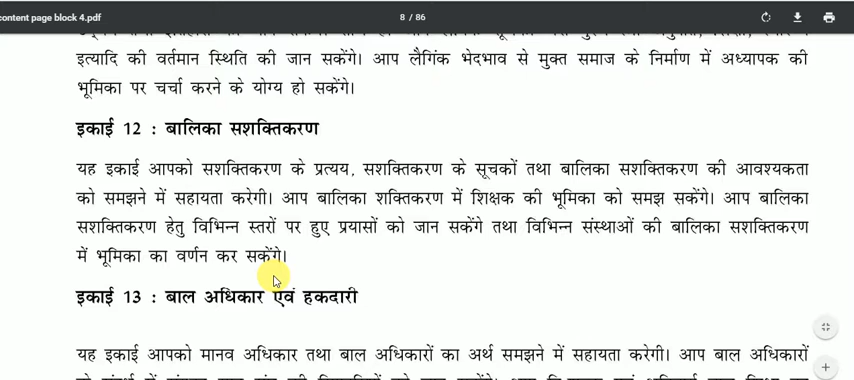 content page block 4.pdf
8 / 86
इत्यादि की वर्तमान स्थिति की जान सकेंगे। आप लैगिंक भेदभाव से मुक्त समाज के निर्माण में अध्यापक की
भूमिका पर चर्चा करने के योग्य हो सकेंगे।
इकाई 12 : बालिका सशक्तिकरण
यह इकाई आपको सशक्तिकरण के प्रत्यय, सशक्तिकरण के सूचकों तथा बालिका सशक्तिकरण की आवश्यकता
को समझने में सहायता करेगी। आप बालिका शक्तिकरण में शिक्षक की भूमिका को समझ सकेंगे। आप बालिका
सशक्तिकरण हेतु विभिन्न स्तरों पर हुए प्रयासों को जान सकेंगे तथा विभिन्न संस्थाओं की बालिका सशक्तिकरण
में भूमिका का वर्णन कर सकेंगे।
इकाई 13 : बाल अधिकार एवं हकदारी
यह इकाई आपको मानव अधिकार तथा बाल अधिकारों का अर्थ समझने में सहायता करेगी। आप बाल अधिकारों